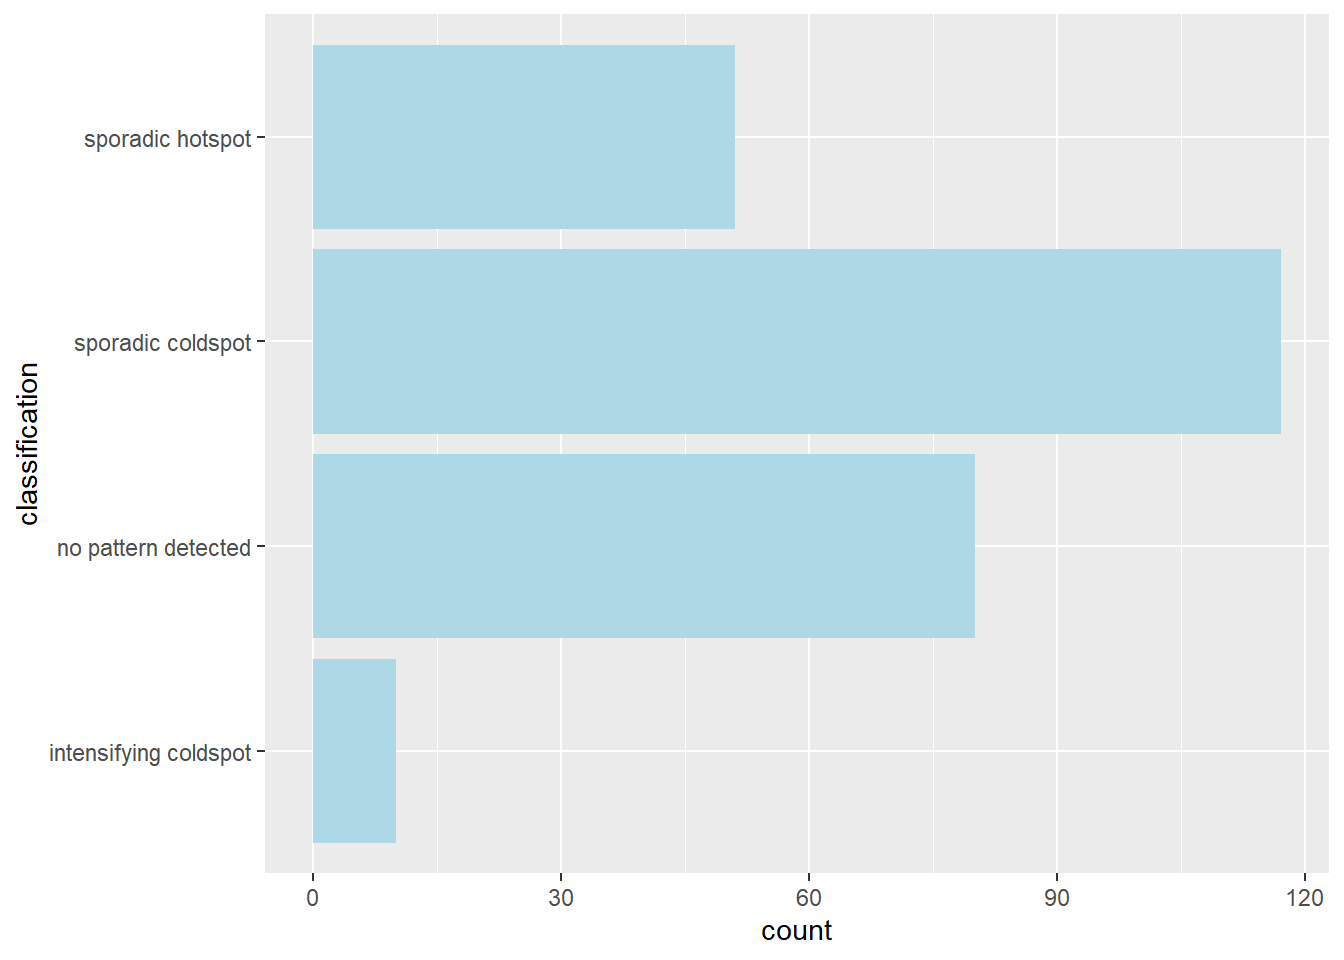 classification
sporadic hotspot
sporadic coldspot
no pattern detected
intensifying coldspot
0 30 60 90 120
count